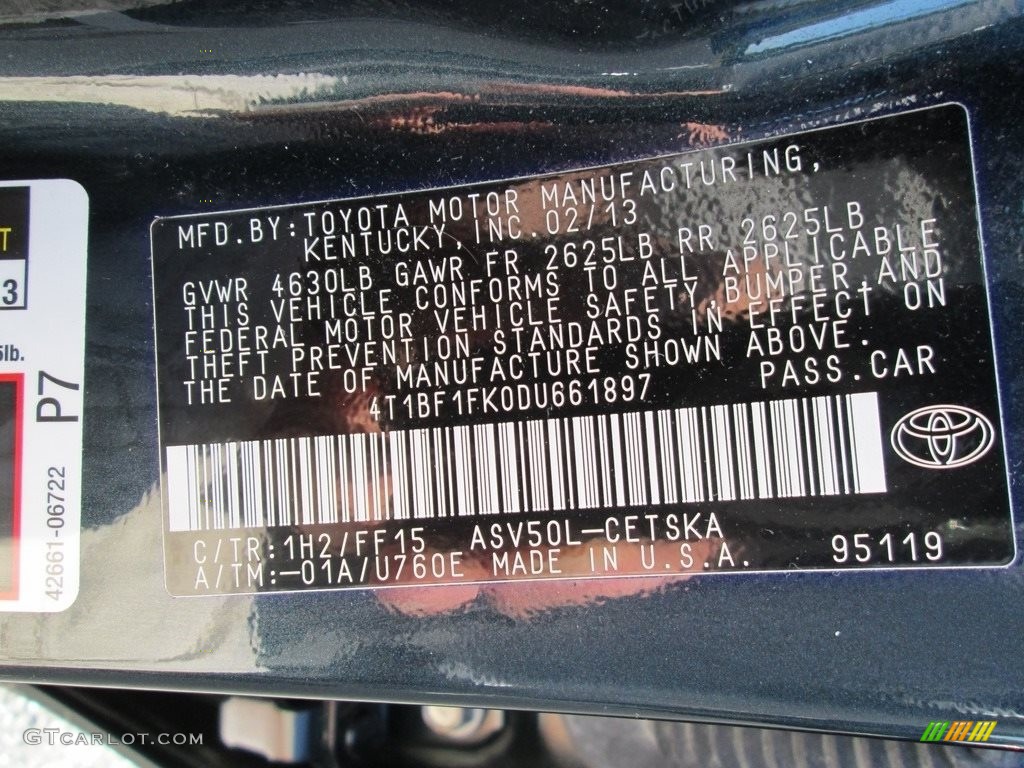 T
3
5lb.
P7
42661-06722
MFD.BY:TOYOTA MOTOR MANUFACTURING,
KENTUCKY,INC.02/13
GVWR 4630LB GAWR FR 2625LB RR 2625LB
THIS VEHICLE CONFORMS TO ALL APPLICABLE
FEDERAL MOTOR VEHICLE SAFETY,BUMPER,AND
THEFT PREVENTION STANDARDS IN EFFECT ON
THE DATE OF MANUFACTURE SHOWN ABOVE.
4T1BF1FK0DU661897 PASS.CAR
C/TR:1H2/FF15 ASV50L-CETSKA
A/TM:-01A/U760E MADE IN U.S.A. 95119
GTCARLOT.COM